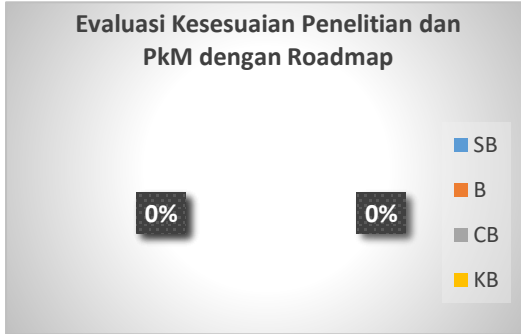 Evaluasi Kesesuaian Penelitian dan
PkM dengan Roadmap
SB
B
CB
KB
0%
0%